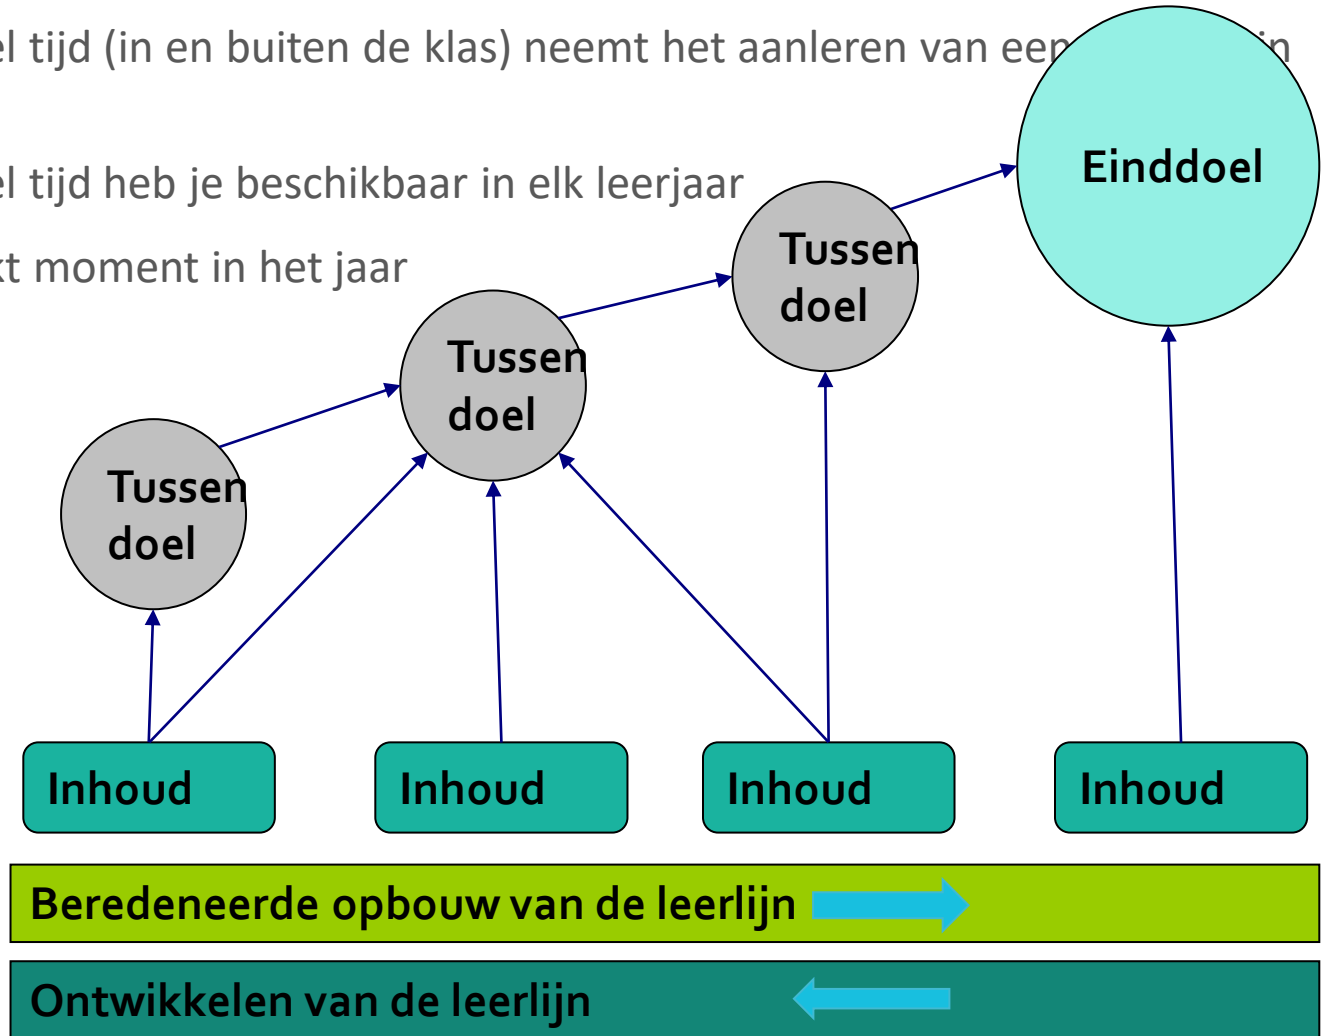 tijd (in en buiten de klas) neemt het aanleren van een
Einddoel
tijd heb je beschikbaar in elk leerjaar
Tussen
doel
moment in het jaar
Tussen
doel
Tussen
doel
Inhoud Inhoud Inhoud Inhoud
Beredeneerde opbouw van de leerlijn
Ontwikkelen van de leerlijn